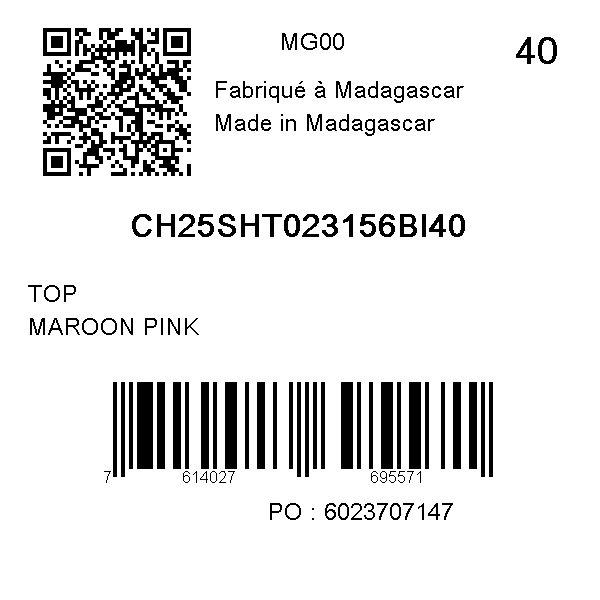 MG00
40
Fabriqué à Madagascar
Made in Madagascar
CH25SHT023156BI40
TOP
MAROON PINK
7 614027 695571
PO : 6023707147